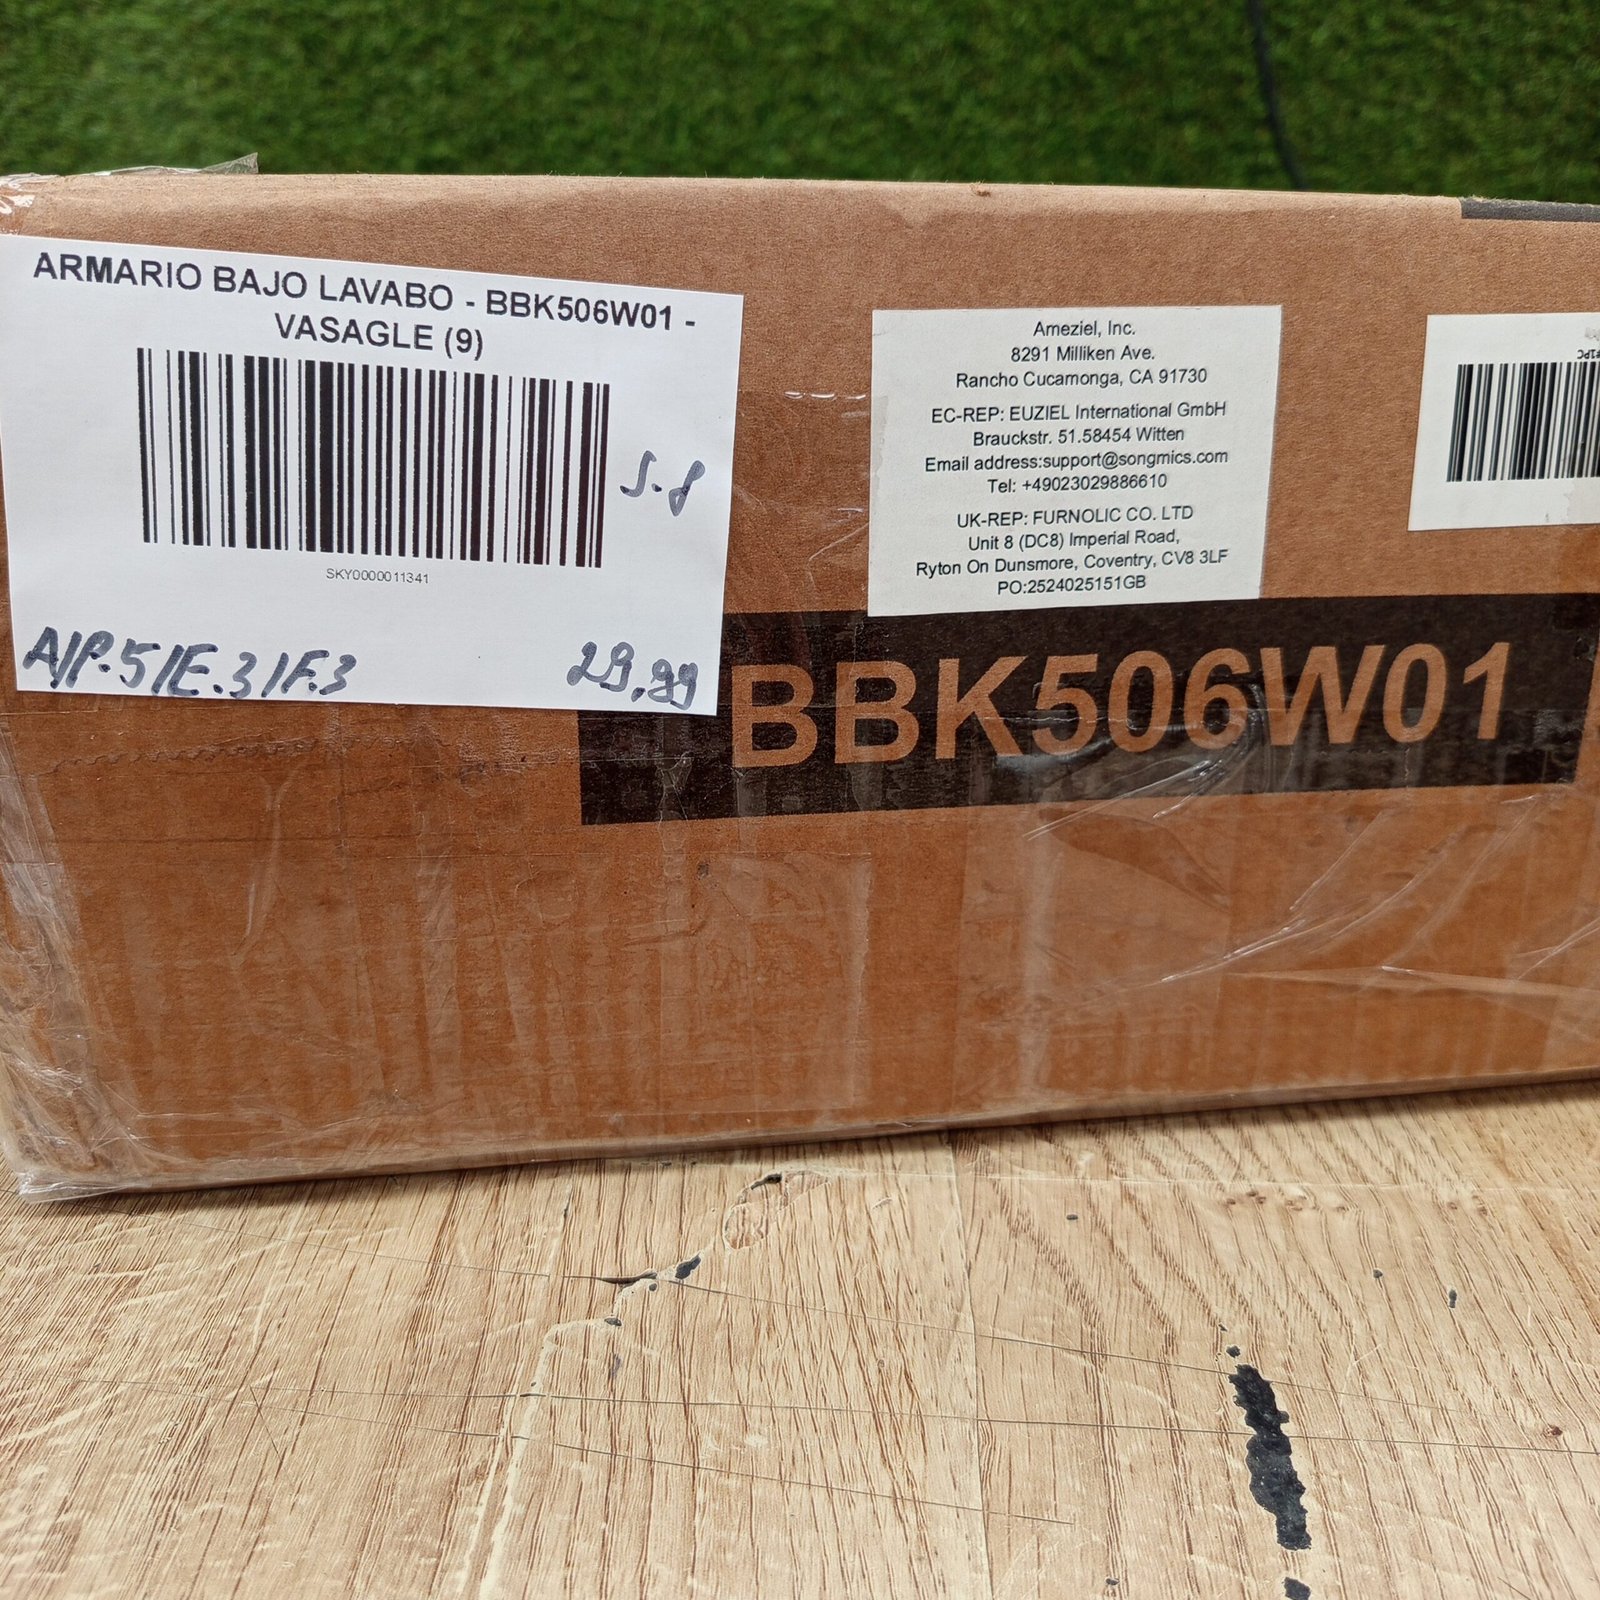 ARMARIO BAJO LAVABO - BBK506W01 -
VASAGLE (9)
SKY0000011341
A/P.5/E.3/F.3
29,99
Ameziel, Inc.
8291 Milliken Ave.
Rancho Cucamonga, CA 91730
EC-REP: EUZIEL International GmbH
Brauckstr. 51.58454 Witten
Email address:support@songmics.com
Tel: +49023029886610
UK-REP: FURNOLIC CO. LTD
Unit 8 (DC8) Imperial Road,
Ryton On Dunsmore, Coventry, CV8 3LF
PO:2524025151GB
BBK506W01